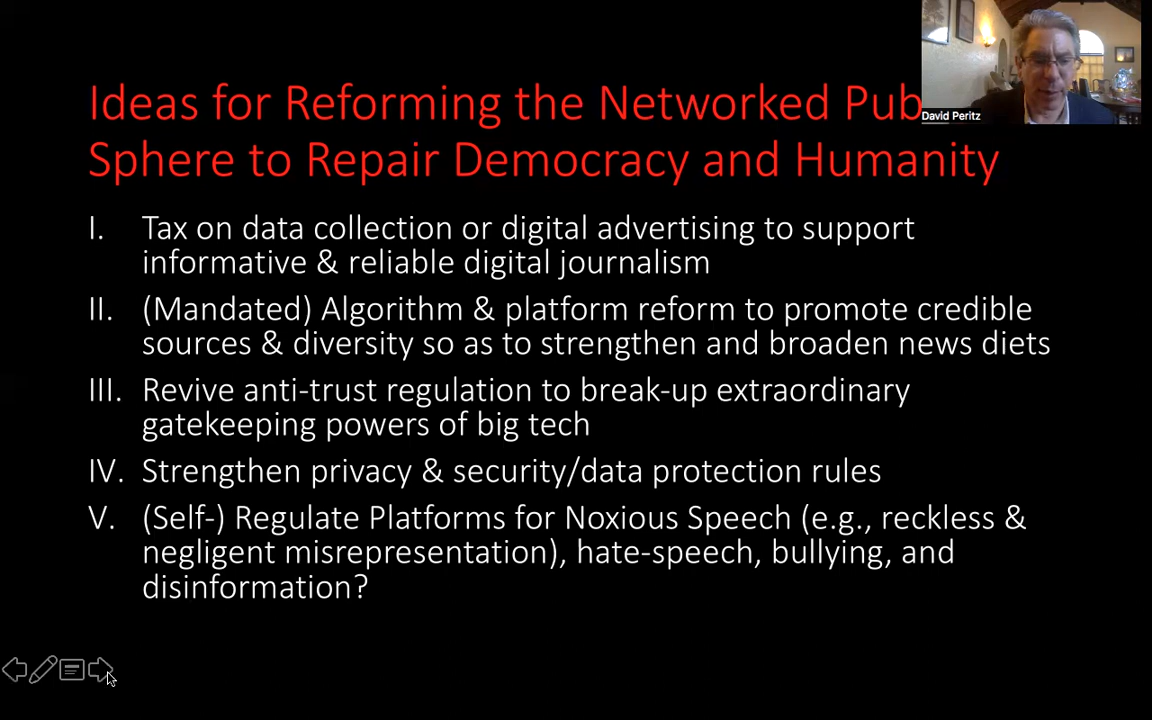 Ideas for Reforming the Networked Pub
Sphere to Repair Democracy and Humanity
David Peritz
I. Tax on data collection or digital advertising to support
informative & reliable digital journalism
II. (Mandated) Algorithm & platform reform to promote credible
sources & diversity so as to strengthen and broaden news diets
III. Revive anti-trust regulation to break-up extraordinary
gatekeeping powers of big tech
IV. Strengthen privacy & security/data protection rules
V. (Self-) Regulate Platforms for Noxious Speech (e.g., reckless &
negligent misrepresentation), hate-speech, bullying, and
disinformation?